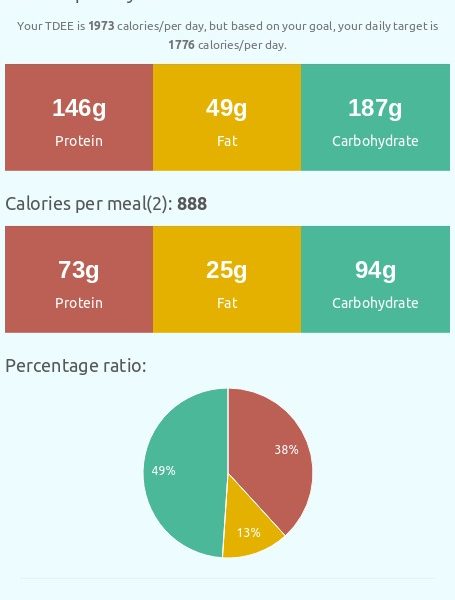 Your TDEE is 1973 calories/per day, but based on your goal, your daily target is
1776 calories/per day.
146g
49g
187g
Protein
Fat
Carbohydrate
Calories per meal(2): 888
73g
25g
94g
Protein
Fat
Carbohydrate
Percentage ratio:
38%
49%
13%